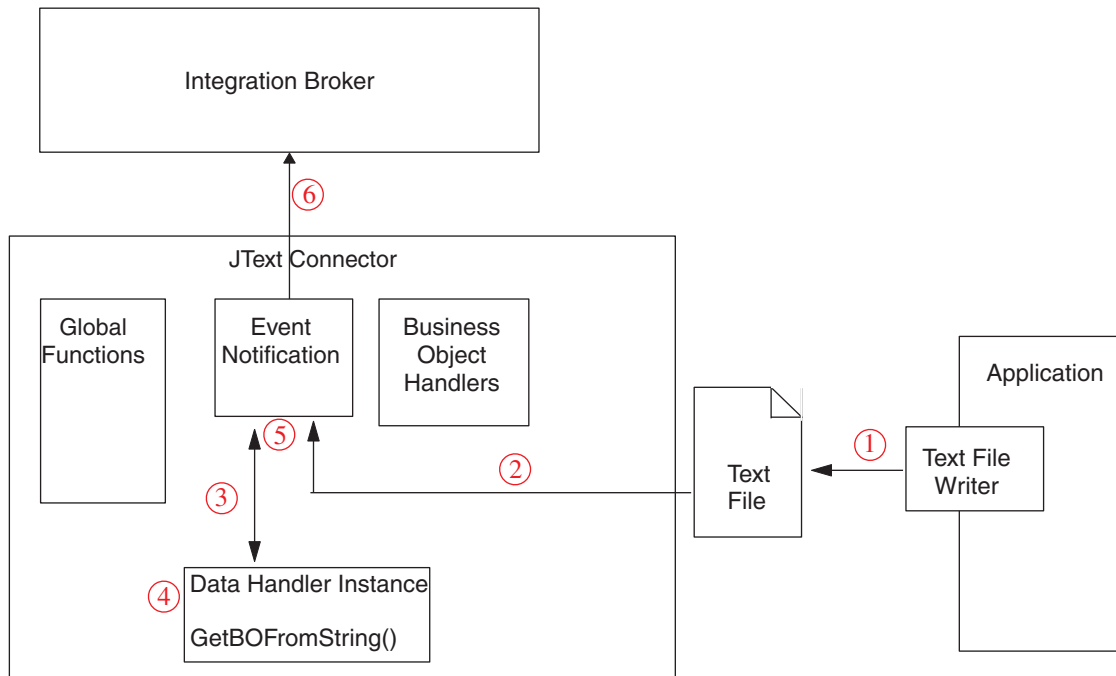 Integration Broker
6
JText Connector
Global
Functions
Event
Notification
Business
Object
Handlers
Application
5
1
Text File
Writer
2
Text
File
3
4
Data Handler Instance
GetBOFromString()